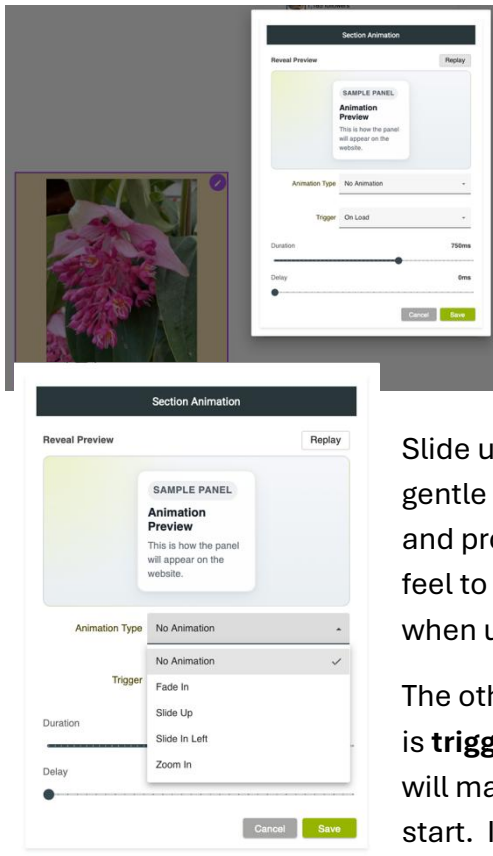 Section Animation
Reveal Preview
Replay
SAMPLE PANEL
Animation
Preview
This is how the panel
will appear on the
website.
Animation Type No Animation
Trigger On Load
Duration 750ms
Delay 0ms
Cancel Save
Section Animation
Reveal Preview
Replay
SAMPLE PANEL
Animation
Preview
This is how the panel
will appear on the
website.
Animation Type No Animation
No Animation
Trigger
Fade In
Slide Up
Duration
Slide In Left
Zoom In
Delay
Cancel Save
Slide u
gentle
and pr
feel to
when u
The oth
is trigg
will ma
start. I